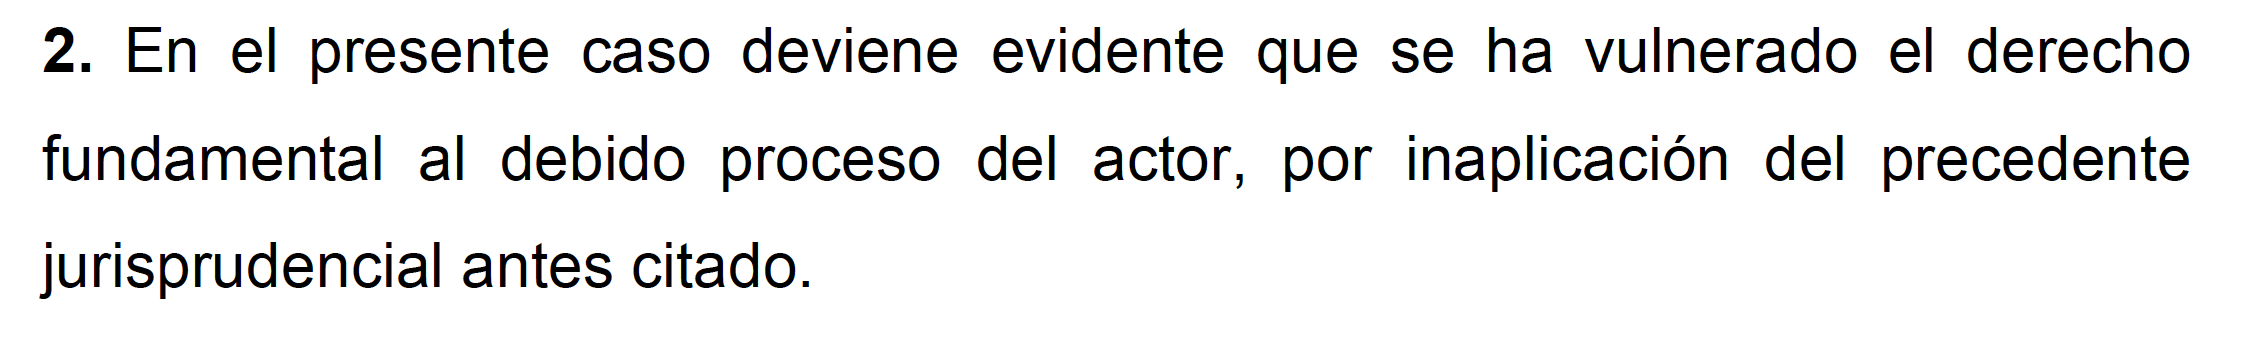 2. En el presente caso deviene evidente que se ha vulnerado el derecho
fundamental al debido proceso del actor, por inaplicación del precedente
jurisprudencial antes citado.